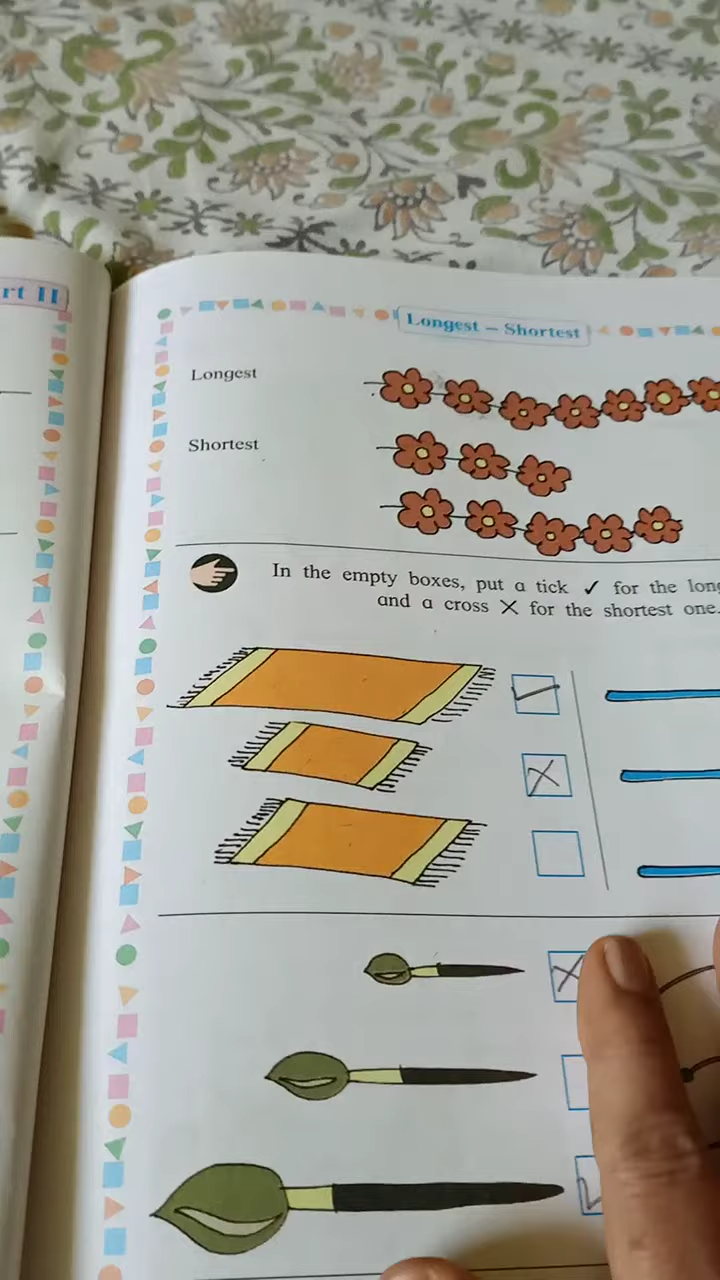 rt II
Longest – Shortest
Longest
Shortest
In the empty boxes, put a tick ✓ for the
and a cross ✕ for the shortest one.